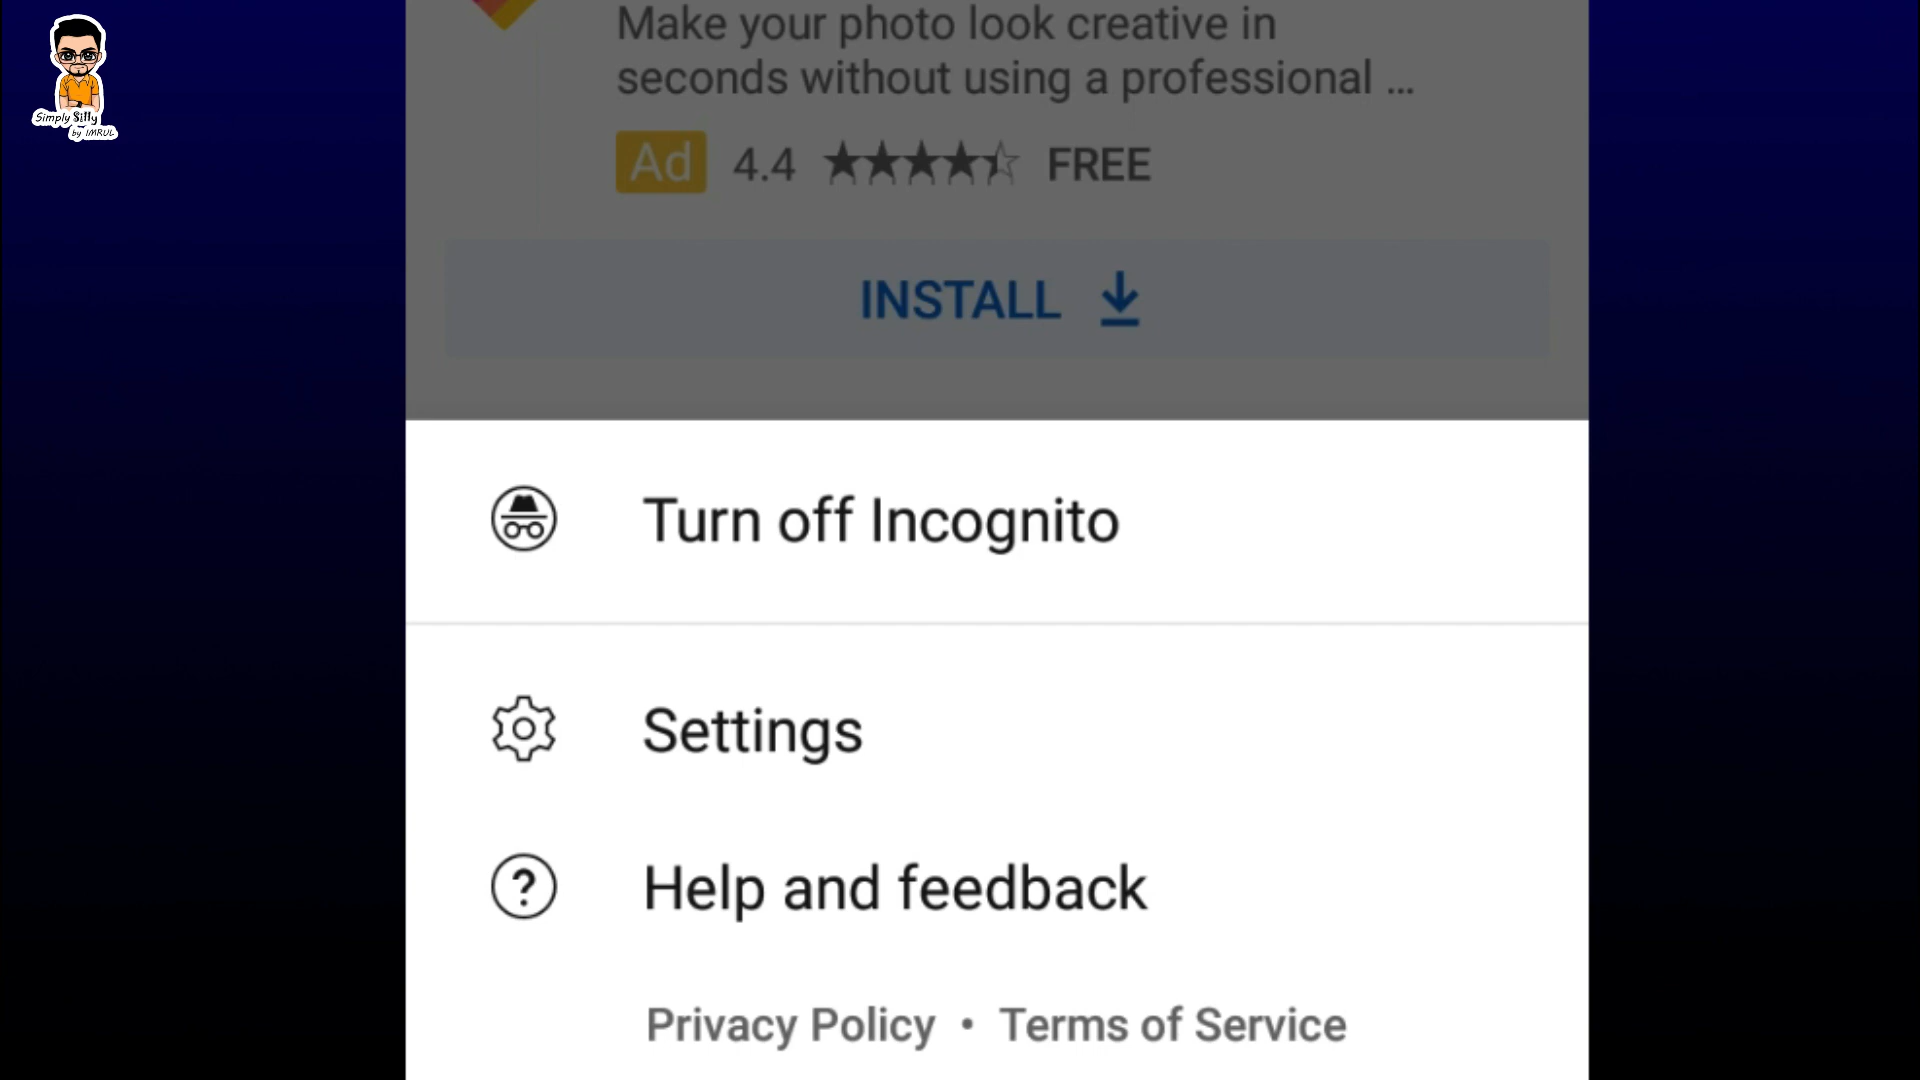 Simply Silly
by IMRUL
Make your photo look creative in
seconds without using a professional ...
Ad 4.4 FREE
INSTALL
Turn off Incognito
Settings
Help and feedback
Privacy Policy • Terms of Service